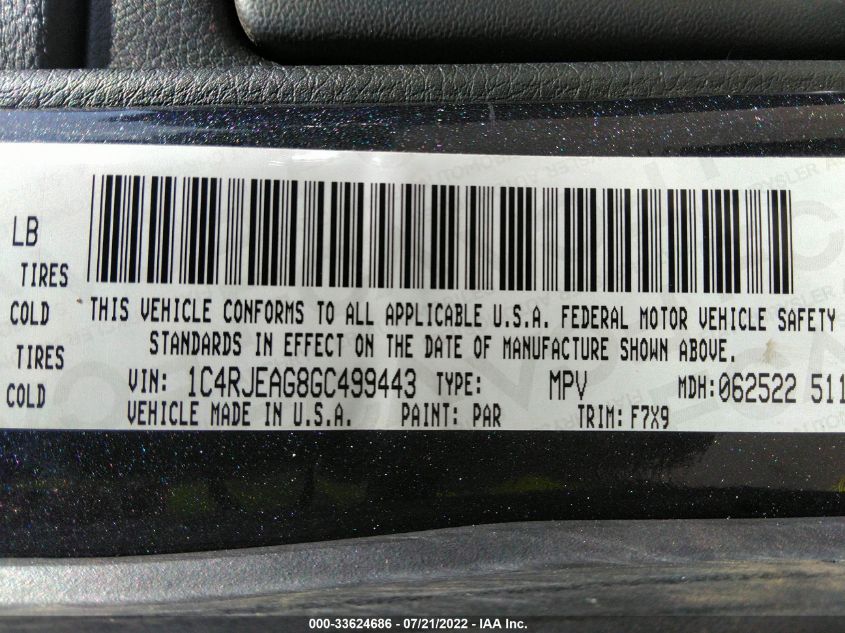 LB
TIRES
COLD
TIRES
COLD
THIS VEHICLE CONFORMS TO ALL APPLICABLE U.S.A. FEDERAL MOTOR VEHICLE SAFETY
STANDARDS IN EFFECT ON THE DATE OF MANUFACTURE SHOWN ABOVE.
VIN: 1C4RJEAG8GC499443 TYPE: MPV MDH:062522 511
VEHICLE MADE IN U.S.A. PAINT: PAR TRIM: F7X9
000-33624686 - 07/21/2022 - IAA Inc.